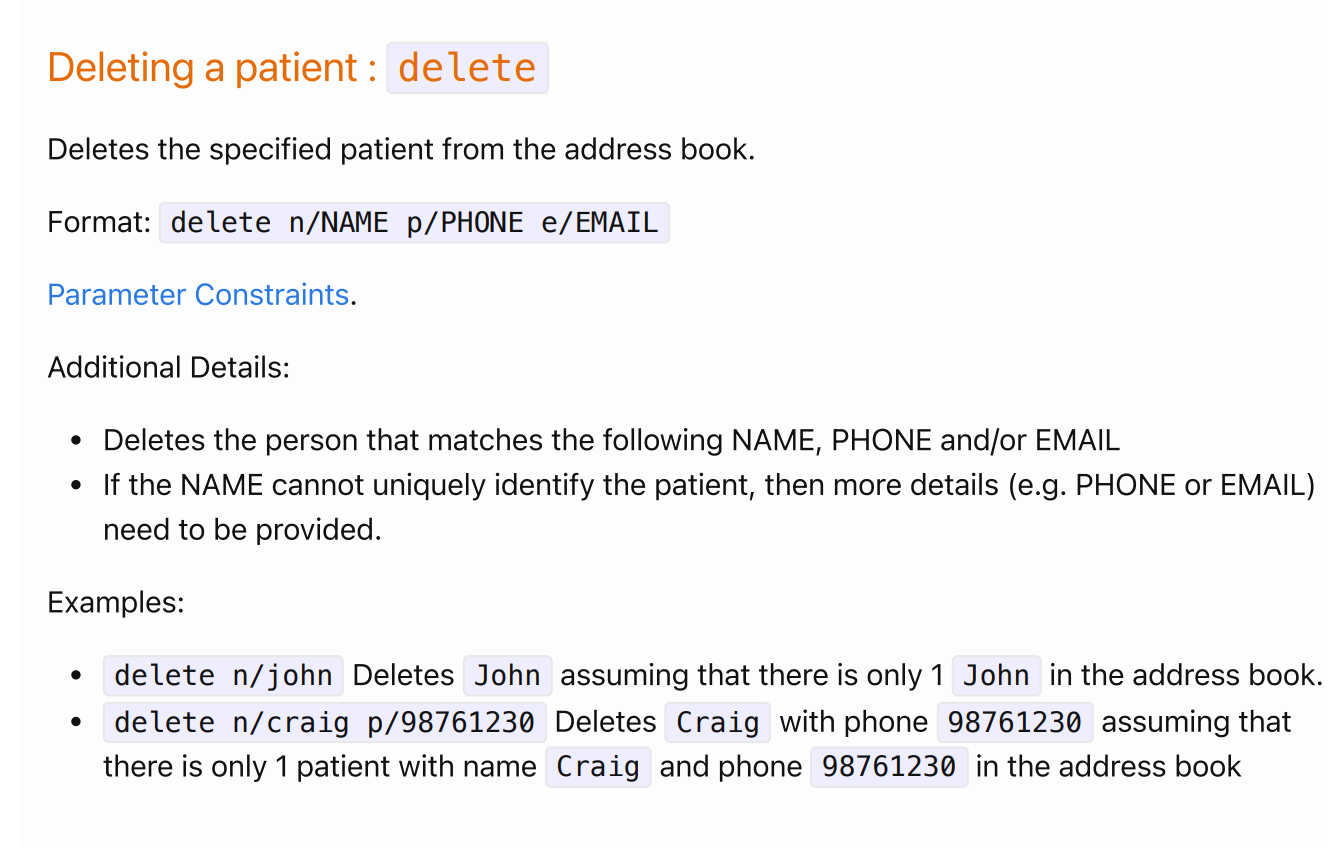 Deleting a patient : delete
Deletes the specified patient from the address book.
Format: delete n/NAME p/PHONE e/EMAIL
Parameter Constraints.
Additional Details:
• Deletes the person that matches the following NAME, PHONE and/or EMAIL
• If the NAME cannot uniquely identify the patient, then more details (e.g. PHONE or EMAIL)
need to be provided.
Examples:
• delete n/john Deletes John assuming that there is only 1 John in the address book.
• delete n/craig p/98761230 Deletes Craig with phone 98761230 assuming that
there is only 1 patient with name Craig and phone 98761230 in the address book